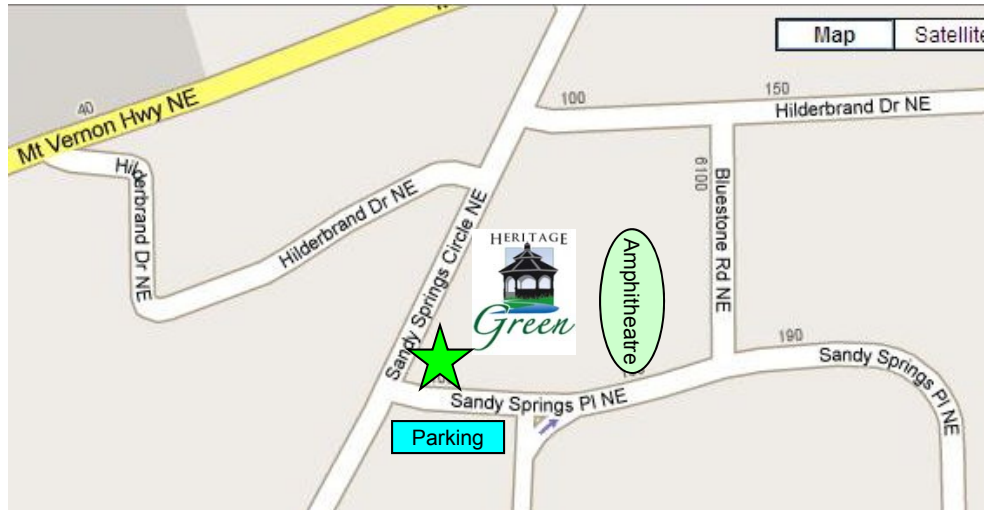 Map
Satellite
40
Mt Vernon Hwy NE
100
150
Hilderbrand Dr NE
Hilderbrand Dr NE
Hilderbrand Dr NE
6100
Bluestone Rd NE
Sandy Springs Circle NE
HERITAGE
Green
Amphitheatre
190
Sandy Springs Pl NE
Sandy Springs Pl NE
Parking